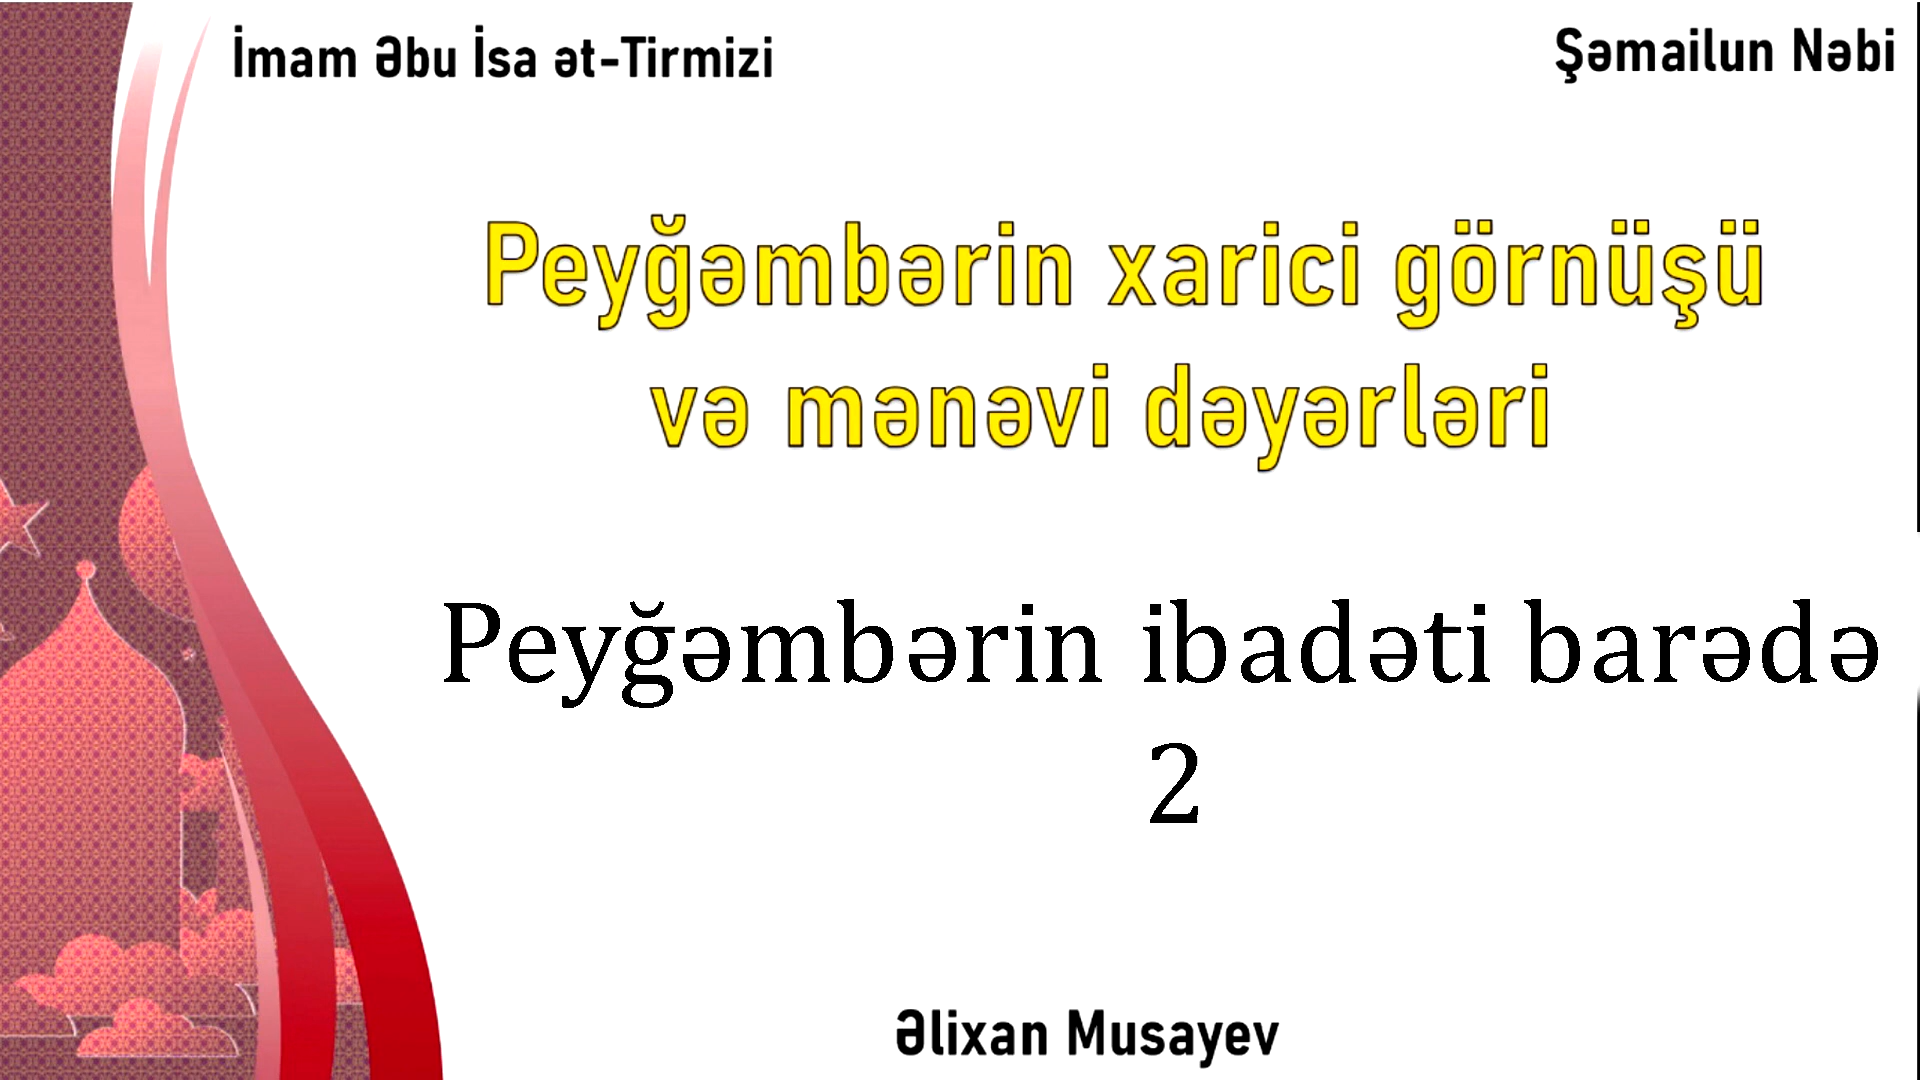 İmam Əbu İsa ət-Tirmizi
Şəmailun Nəbi
Peyğəmbərin xarici görnüşü
və mənəvi dəyərləri
Peyğəmbərin ibadəti barədə
2
Əlixan Musayev